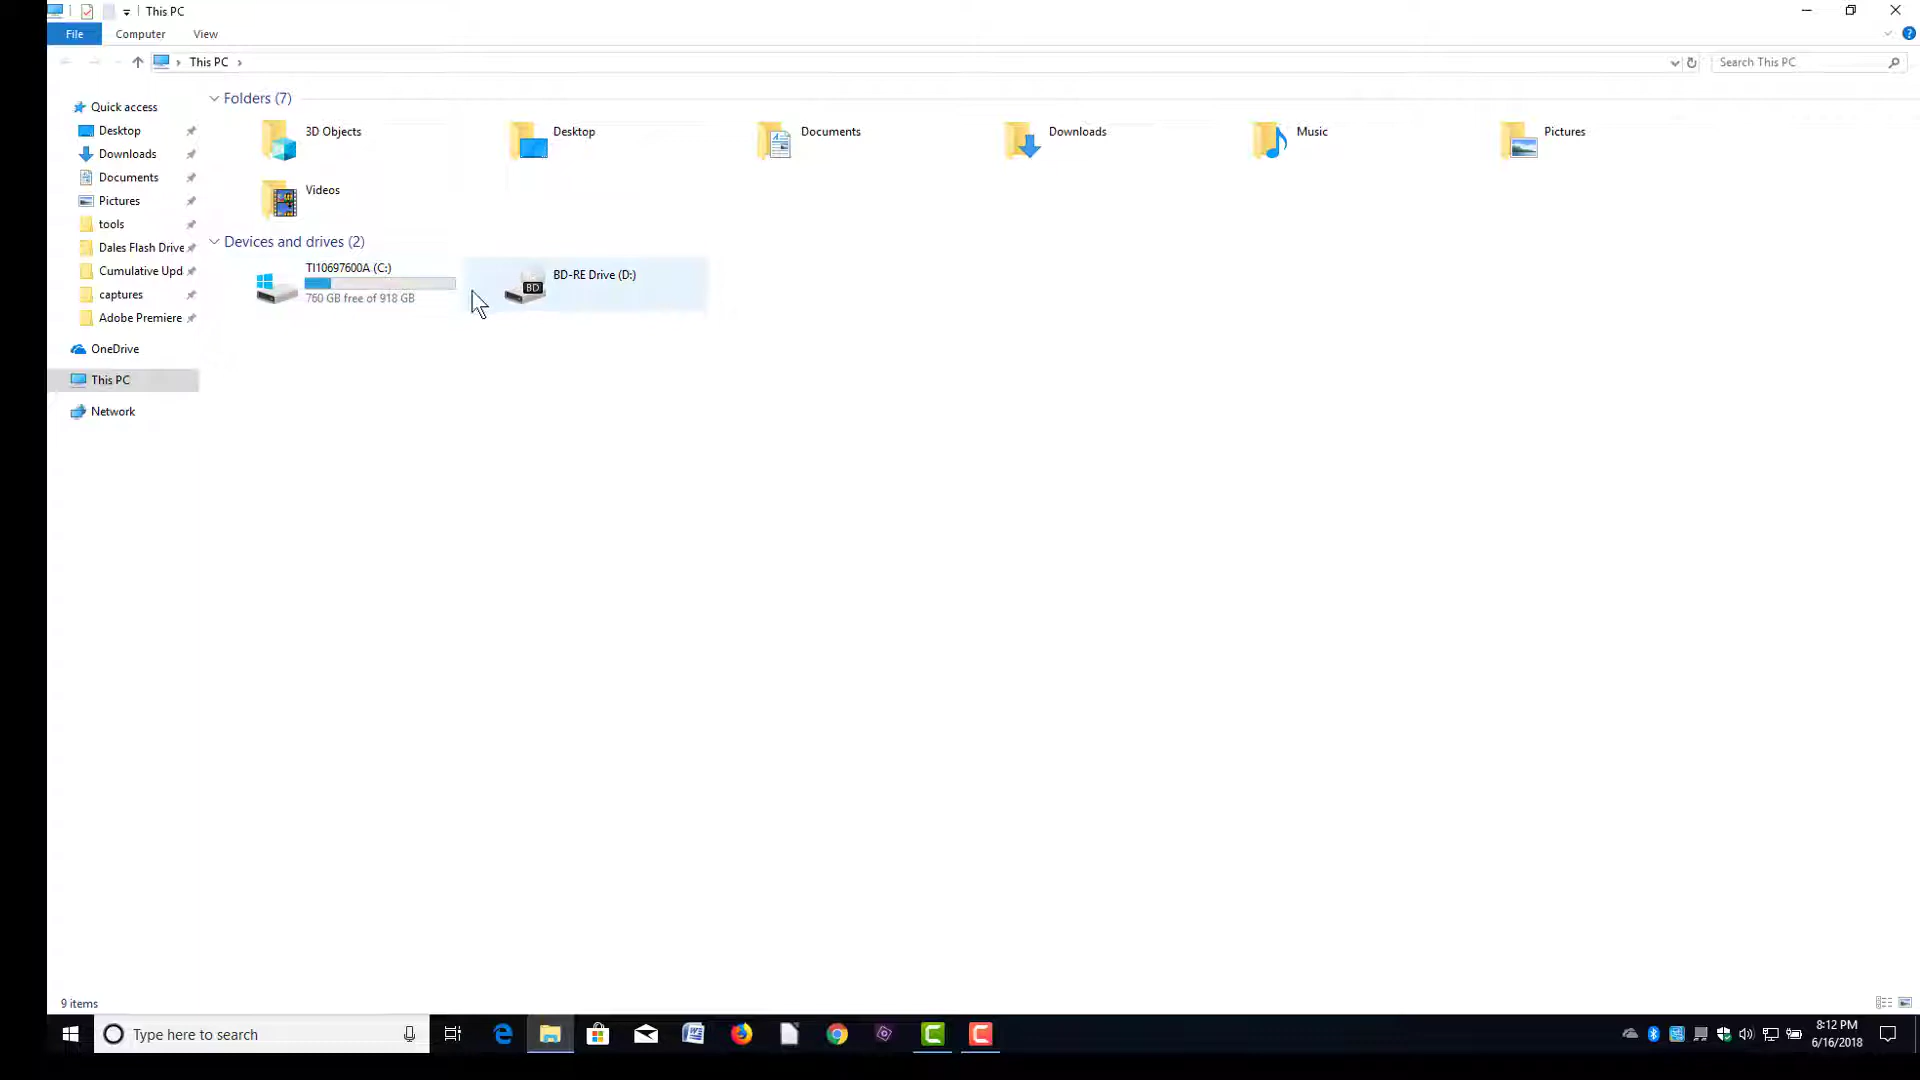 This PC
File Computer View
This PC
Search This PC
Quick access
Desktop
Downloads
Documents
Pictures
tools
Dales Flash Drive
Cumulative Upd
captures
Adobe Premiere
OneDrive
This PC
Network
Folders (7)
3D Objects
Desktop
Documents
Downloads
Music
Pictures
Videos
Devices and drives (2)
TI10697600A (C:)
760 GB free of 918 GB
BD
BD-RE Drive (D:)
9 items
Type here to search
8:12 PM
6/16/2018